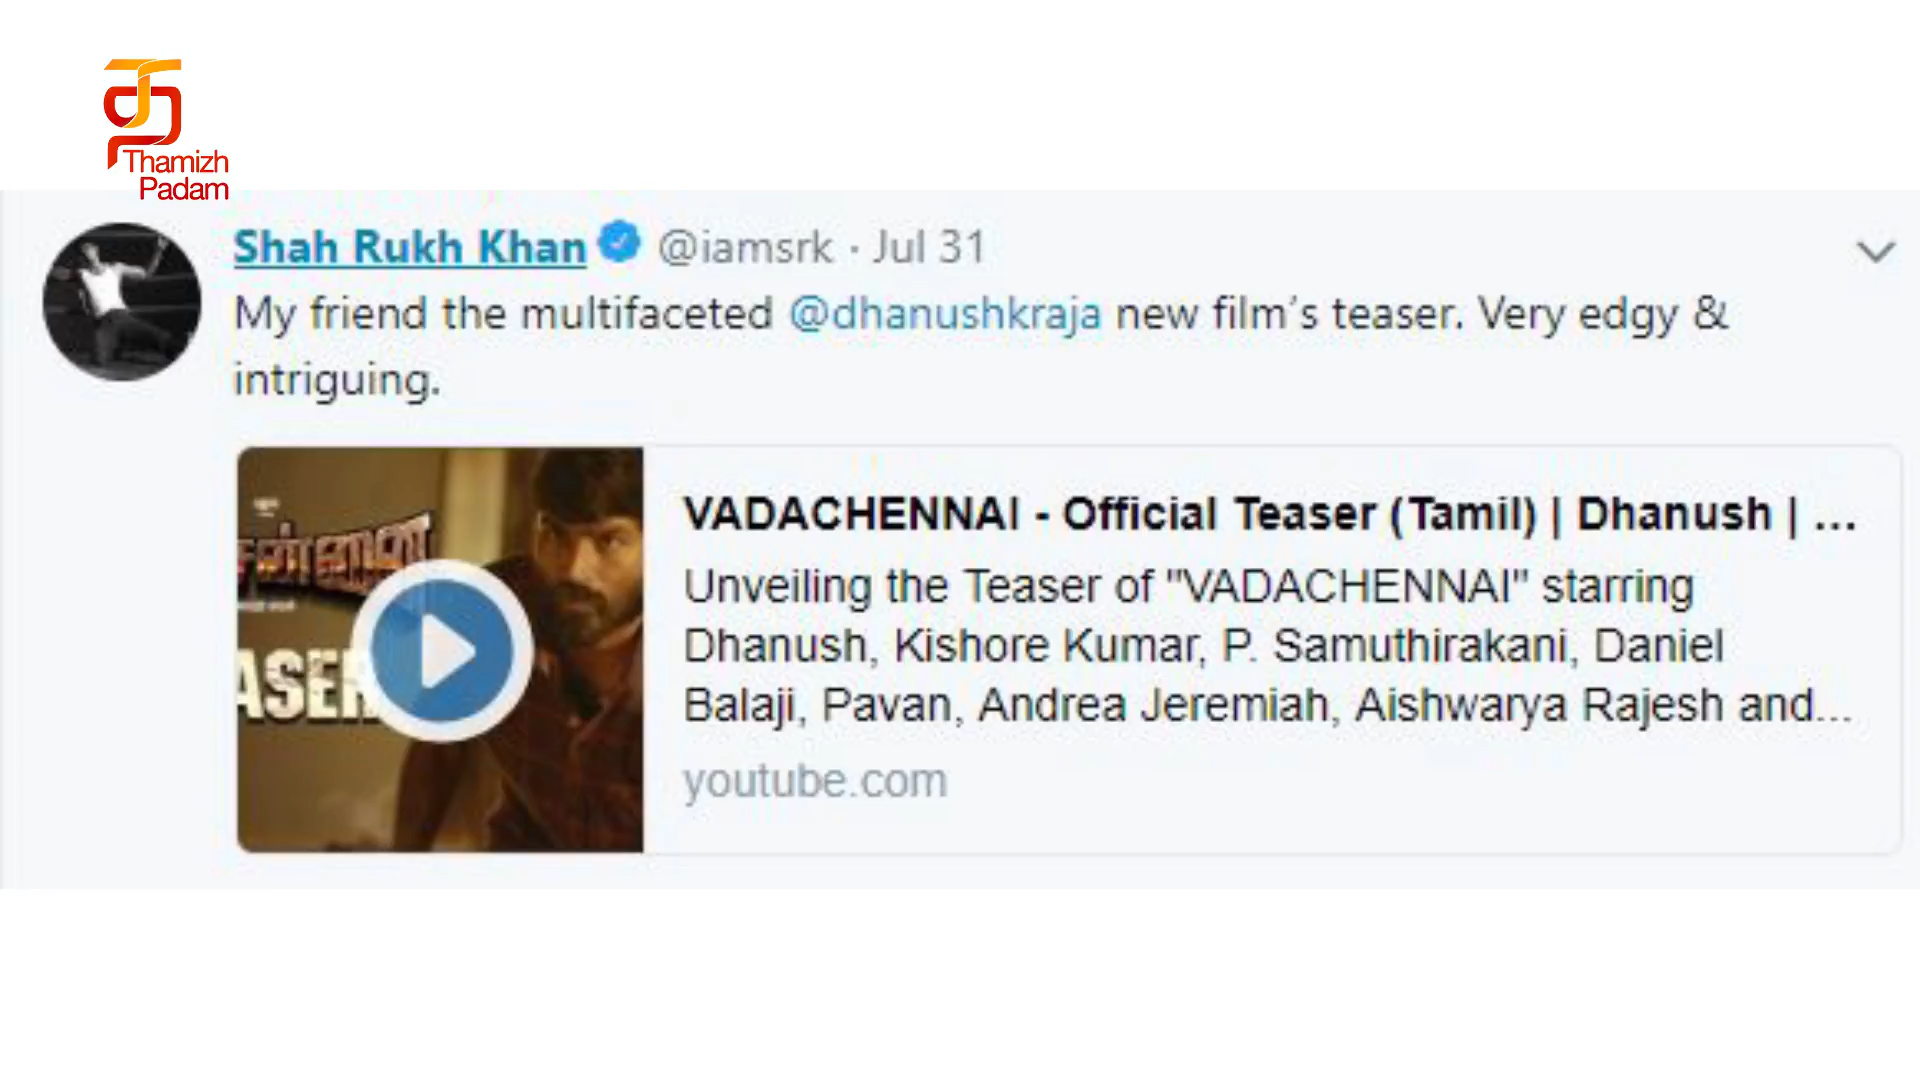 Thamizh
Padam
Shah Rukh Khan @iamsrk · Jul 31
My friend the multifaceted @dhanushkraja new film's teaser. Very edgy &
intriguing.
VADACHENNAI - Official Teaser (Tamil) | Dhanush | ...
Unveiling the Teaser of "VADACHENNAI" starring
Dhanush, Kishore Kumar, P. Samuthirakani, Daniel
Balaji, Pavan, Andrea Jeremiah, Aishwarya Rajesh and...
youtube.com
சென்னை
ASER